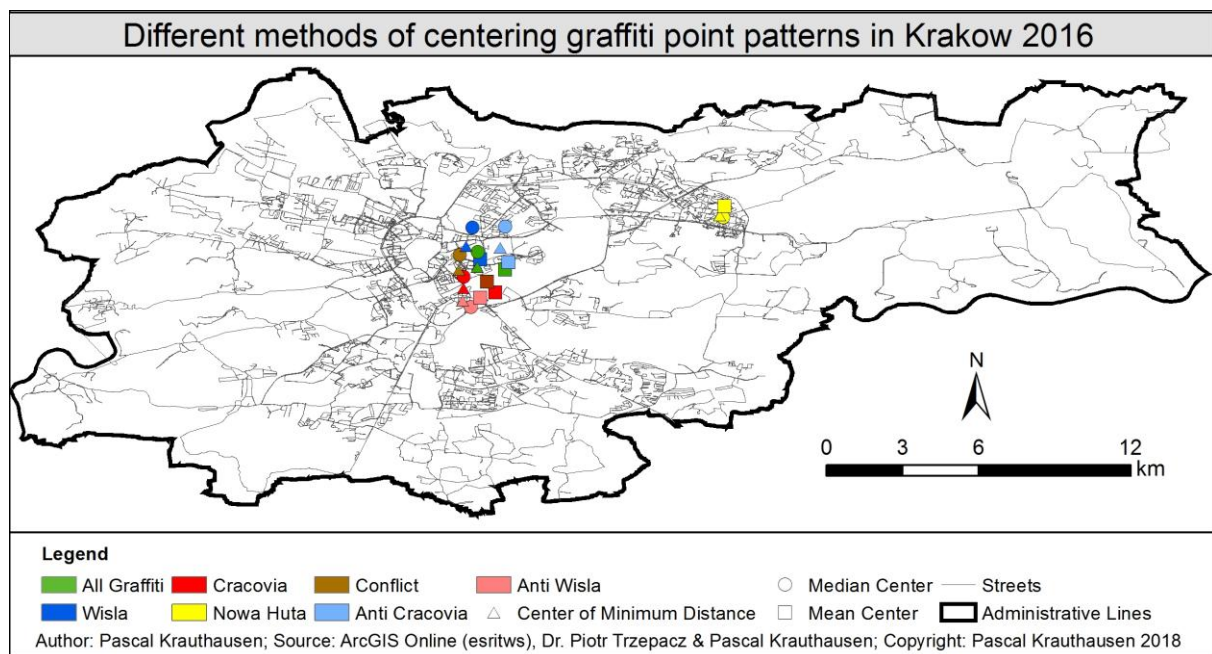 Different methods of centering graffiti point patterns in Krakow 2016
N
0 3 6 12
km
Legend
All Graffiti Cracovia Conflict Anti Wisla Median Center Streets
Wisla Nowa Huta Anti Cracovia Center of Minimum Distance Mean Center Administrative Lines
Author: Pascal Krauthausen; Source: ArcGIS Online (esritws), Dr. Piotr Trzepacz & Pascal Krauthausen; Copyright: Pascal Krauthausen 2018